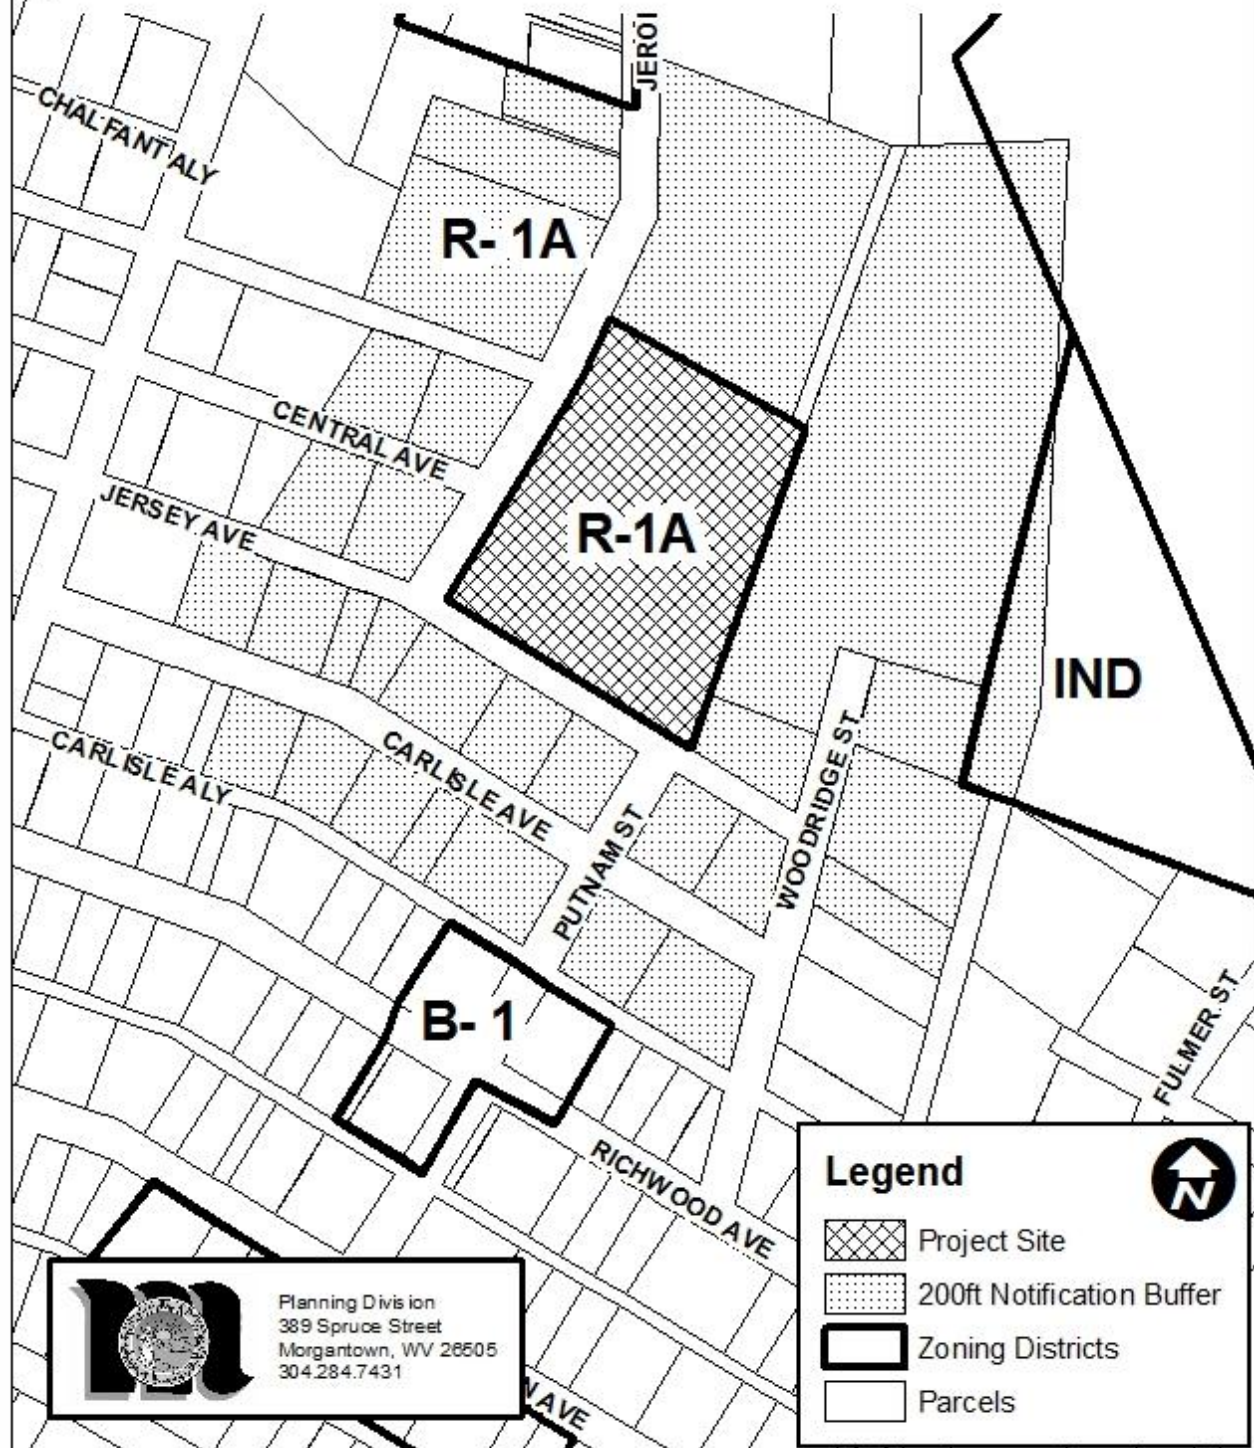 JEROI
CHALFANT ALY
R- 1A
CENTRAL AVE
JERSEY AVE
R-1A
IND
CARLISLE ALY
CARLISLE AVE
PUTNAM ST
WOODRIDGE ST
B- 1
FULMER ST
RICHWOOD AVE
N AVE
Legend
N
Project Site
200ft Notification Buffer
Zoning Districts
Parcels
Planning Division
389 Spruce Street
Morgantown, WV 26505
304.284.7431